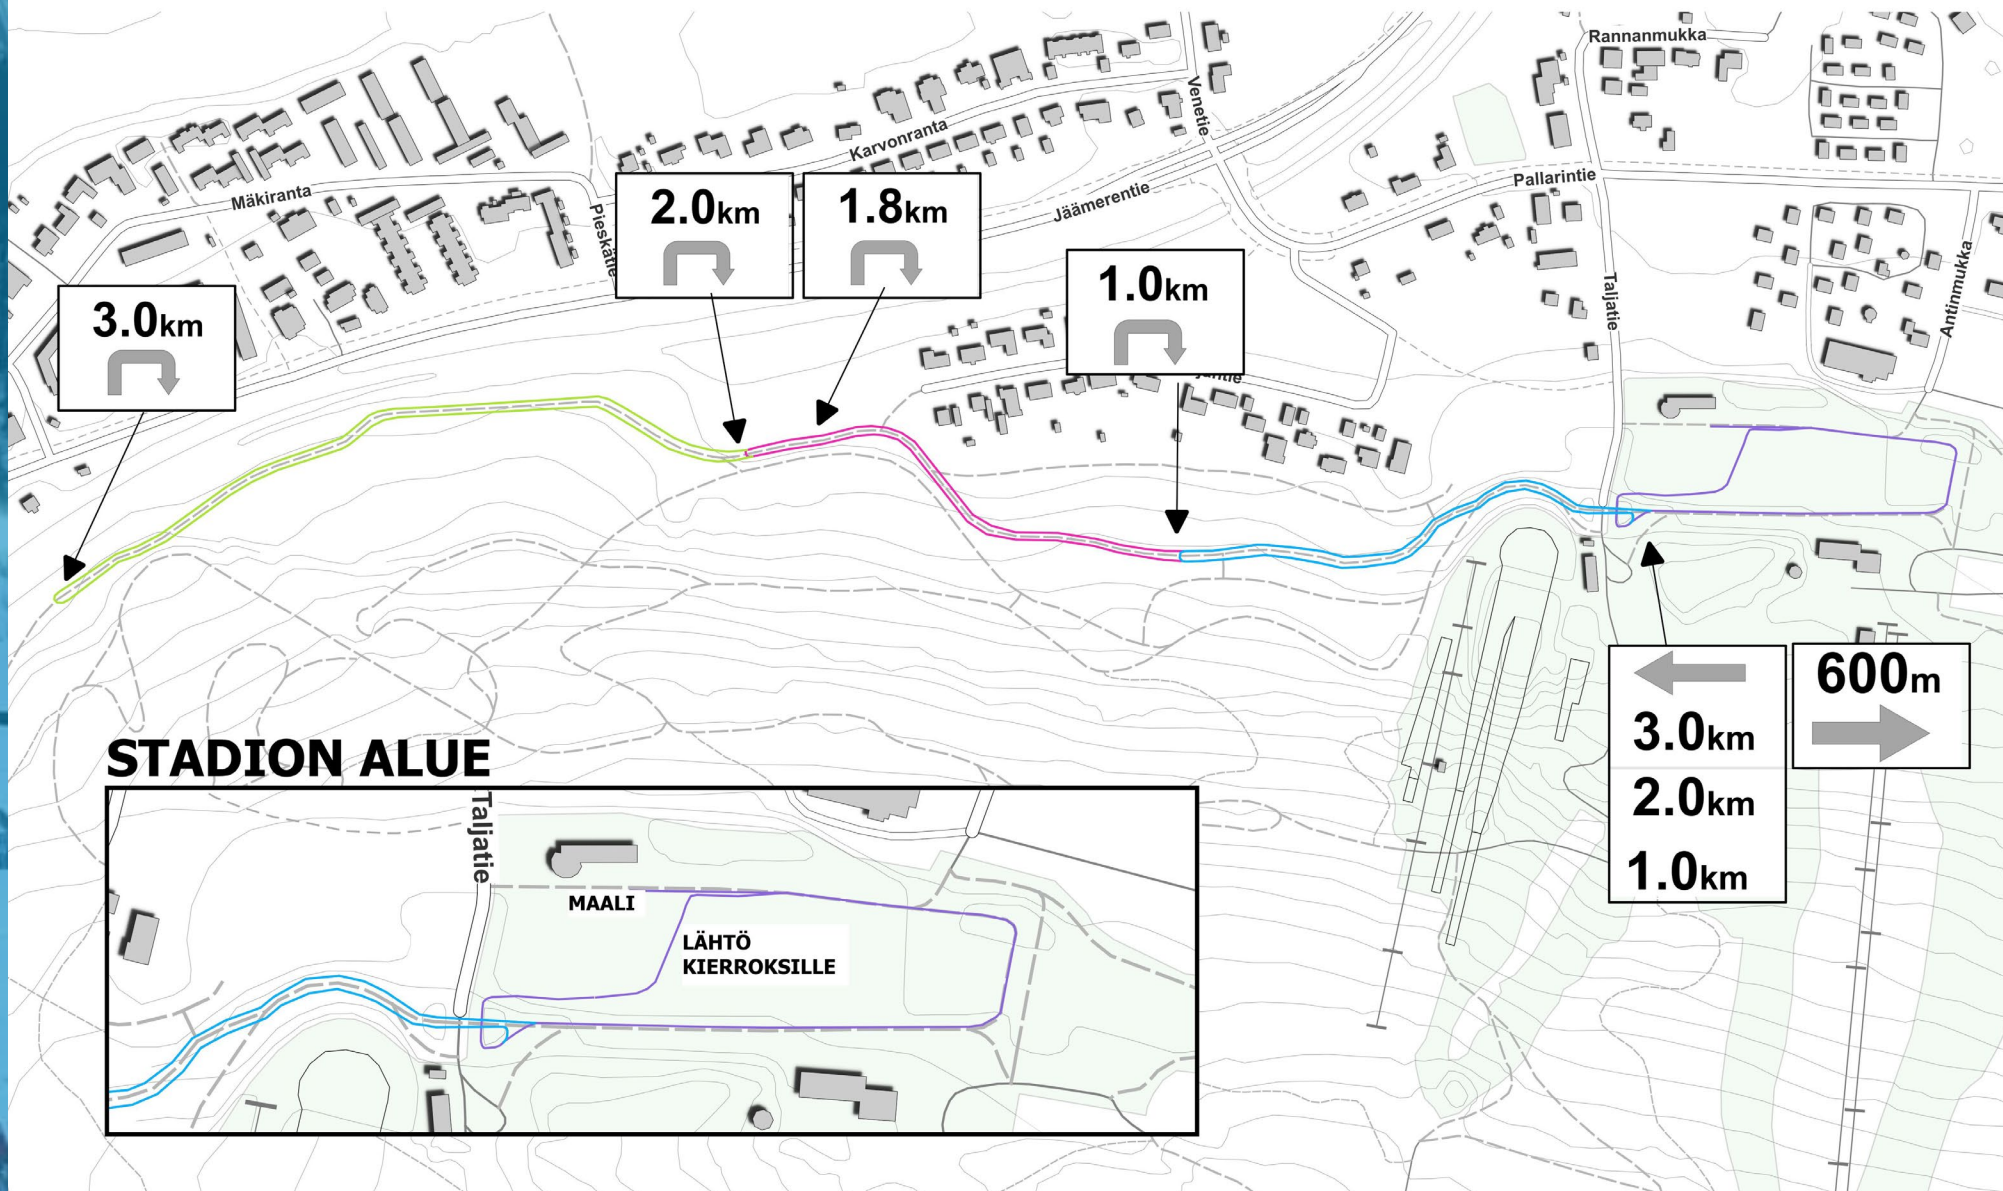 Rannanmukka
Venetie
Karvonranta
Pallarintie
Mäkiranta
Jäämerentie
Pieskätie
2.0km
1.8km
1.0km
3.0km
Taljatie
Antinmukka
3.0km
2.0km
1.0km
600m
STADION ALUE
Taljatie
MAALI
LÄHTÖ
KIERROKSILLE